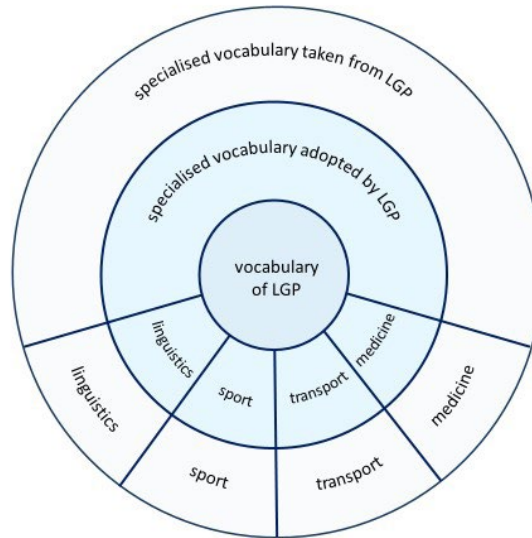 specialised vocabulary taken from LGP
specialised vocabulary adopted by LGP
vocabulary
of LGP
linguistics
sport
transport
medicine
linguistics
sport
transport
medicine